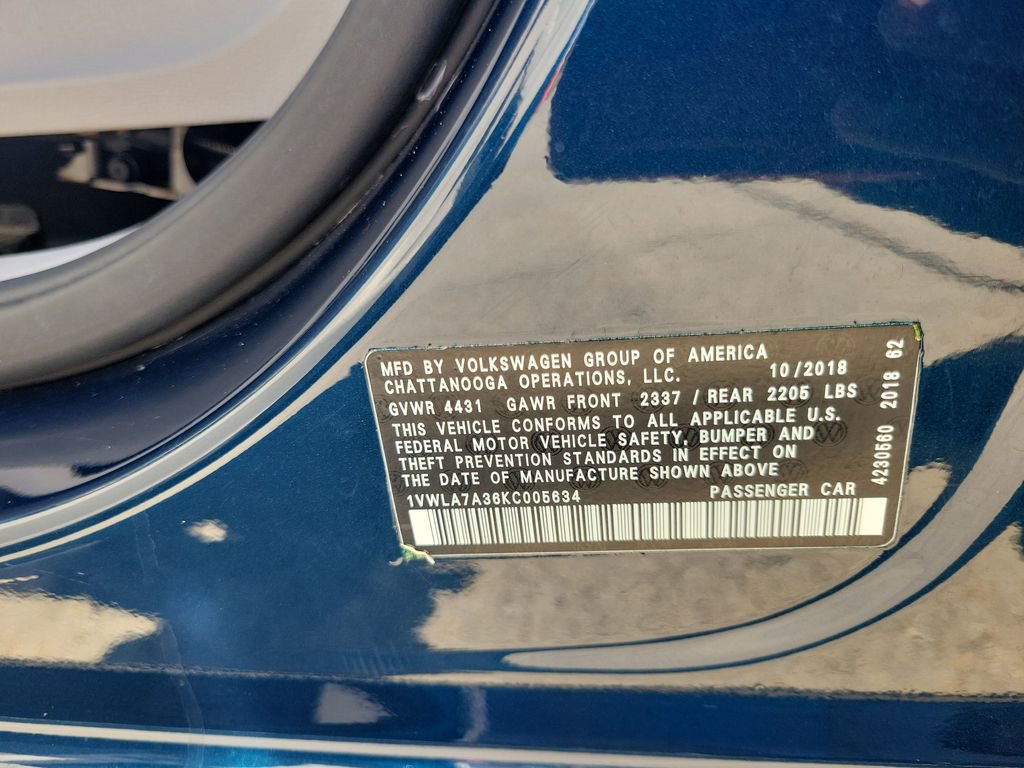 MFD BY VOLKSWAGEN GROUP OF AMERICA
CHATTANOOGA OPERATIONS, LLC. 10/2018
GVWR 4431 GAWR FRONT 2337 / REAR 2205 LBS
THIS VEHICLE CONFORMS TO ALL APPLICABLE U.S.
FEDERAL MOTOR VEHICLE SAFETY, BUMPER AND
THEFT PREVENTION STANDARDS IN EFFECT ON
THE DATE OF MANUFACTURE SHOWN ABOVE
1VWLA7A36KC005634 PASSENGER CAR
4230560 2018 62